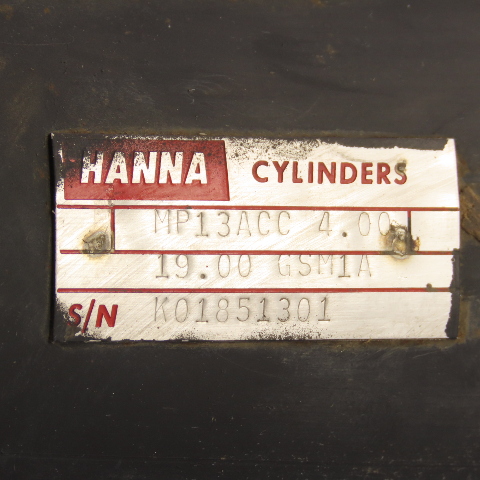 HANNA CYLINDERS
MP13ACC 4.00
19.00 GSM1A
S/N K01851301